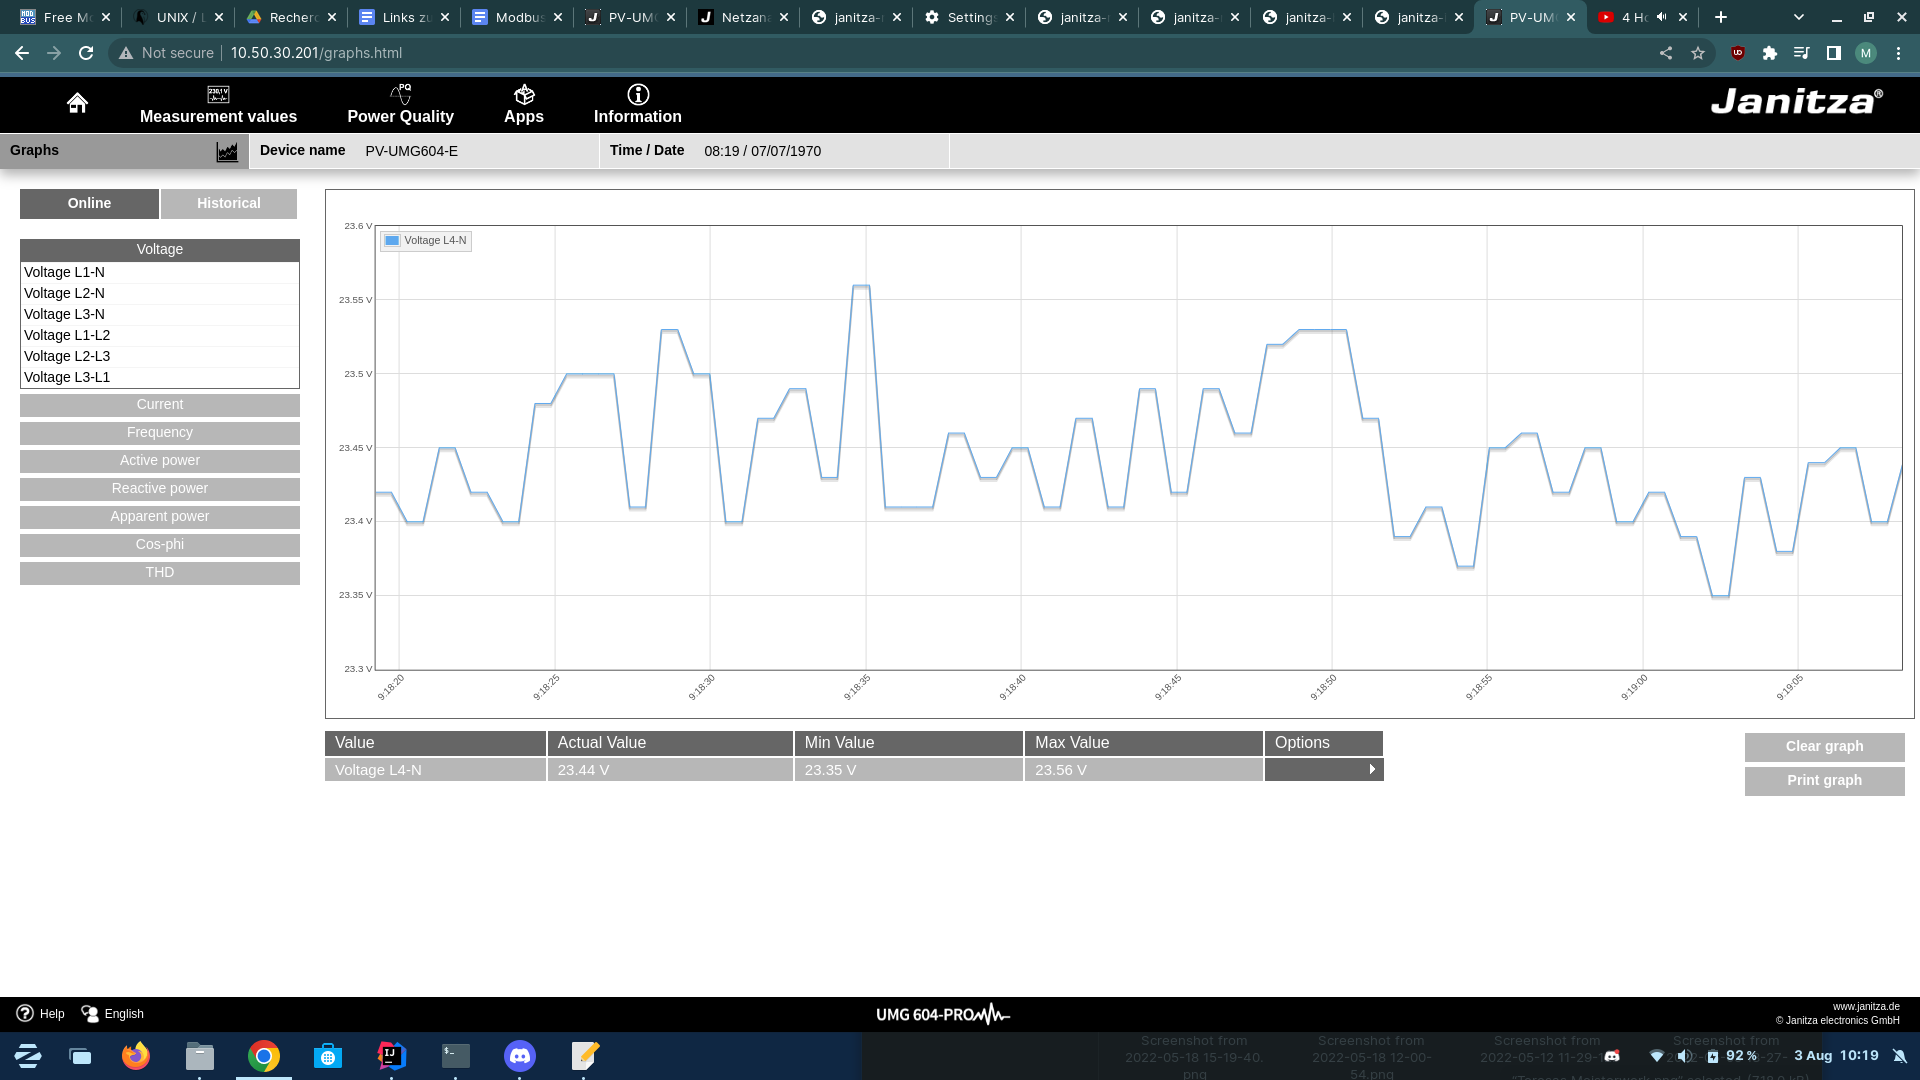 Free Mo UNIX / L Recherc Links zu Modbus PV-UMG Netzana janitza- Settings janitza- janitza- janitza- janitza- PV-UMG 4 Ho
Not secure 10.50.30.201/graphs.html
Measurement values Power Quality Apps Information Janitza®
Graphs Device name PV-UMG604-E Time / Date 08:19 / 07/07/1970
Online Historical
Voltage
Voltage L1-N
Voltage L2-N
Voltage L3-N
Voltage L1-L2
Voltage L2-L3
Voltage L3-L1
Current
Frequency
Active power
Reactive power
Apparent power
Cos-phi
THD
Voltage L4-N
23.6 V
23.55 V
23.5 V
23.45 V
23.4 V
23.35 V
23.3 V
9:18:20 9:18:25 9:18:30 9:18:35 9:18:40 9:18:45 9:18:50 9:18:55 9:19:00 9:19:05
Value Actual Value Min Value Max Value Options
Voltage L4-N 23.44 V 23.35 V 23.56 V
Clear graph
Print graph
Help English UMG 604-PRO www.janitza.de
© Janitza electronics GmbH
Screenshot from Screenshot from Screenshot from Screenshot from
2022-05-18 15-19-40. 2022-05-18 12-00- 2022-05-12 11-29-
png 54.png
92 % 3 Aug 10:19